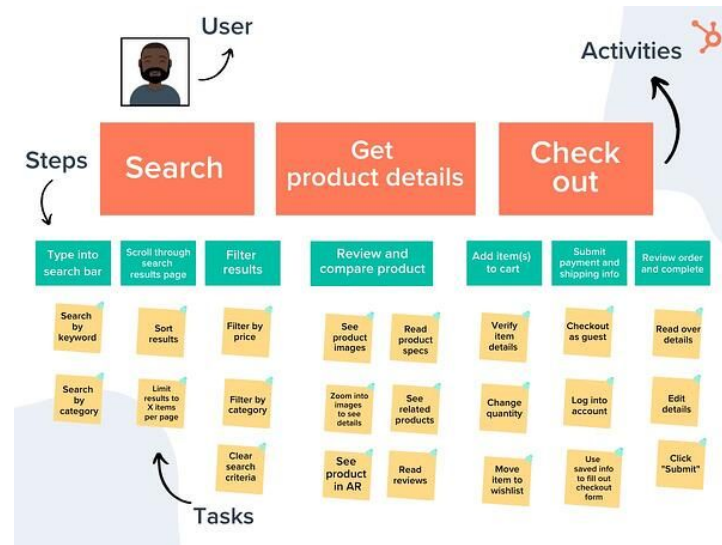 User
Activities
Steps
Search
Get
product details
Check
out
Type into
search bar
Scroll through
search
results page
Filter
results
Review and
compare product
Add item(s)
to cart
Submit
payment and
shipping info
Review order
and complete
Search
by
keyword
Sort
results
Filter by
price
See
product
images
Read
product
specs
Verify
item
details
Checkout
as guest
Read over
details
Search
by
category
Limit
results to
X items
per page
Filter by
category
Zoom into
images
to see
details
See
related
products
Change
quantity
Log into
account
Edit
details
Clear
search
criteria
See
product
in AR
Read
reviews
Move
item to
wishlist
Use
saved info
to fill out
checkout
form
Click
"Submit"
Tasks